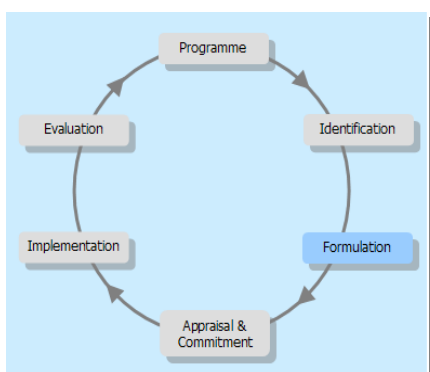 Programme
Identification
Formulation
Appraisal &
Commitment
Implementation
Evaluation